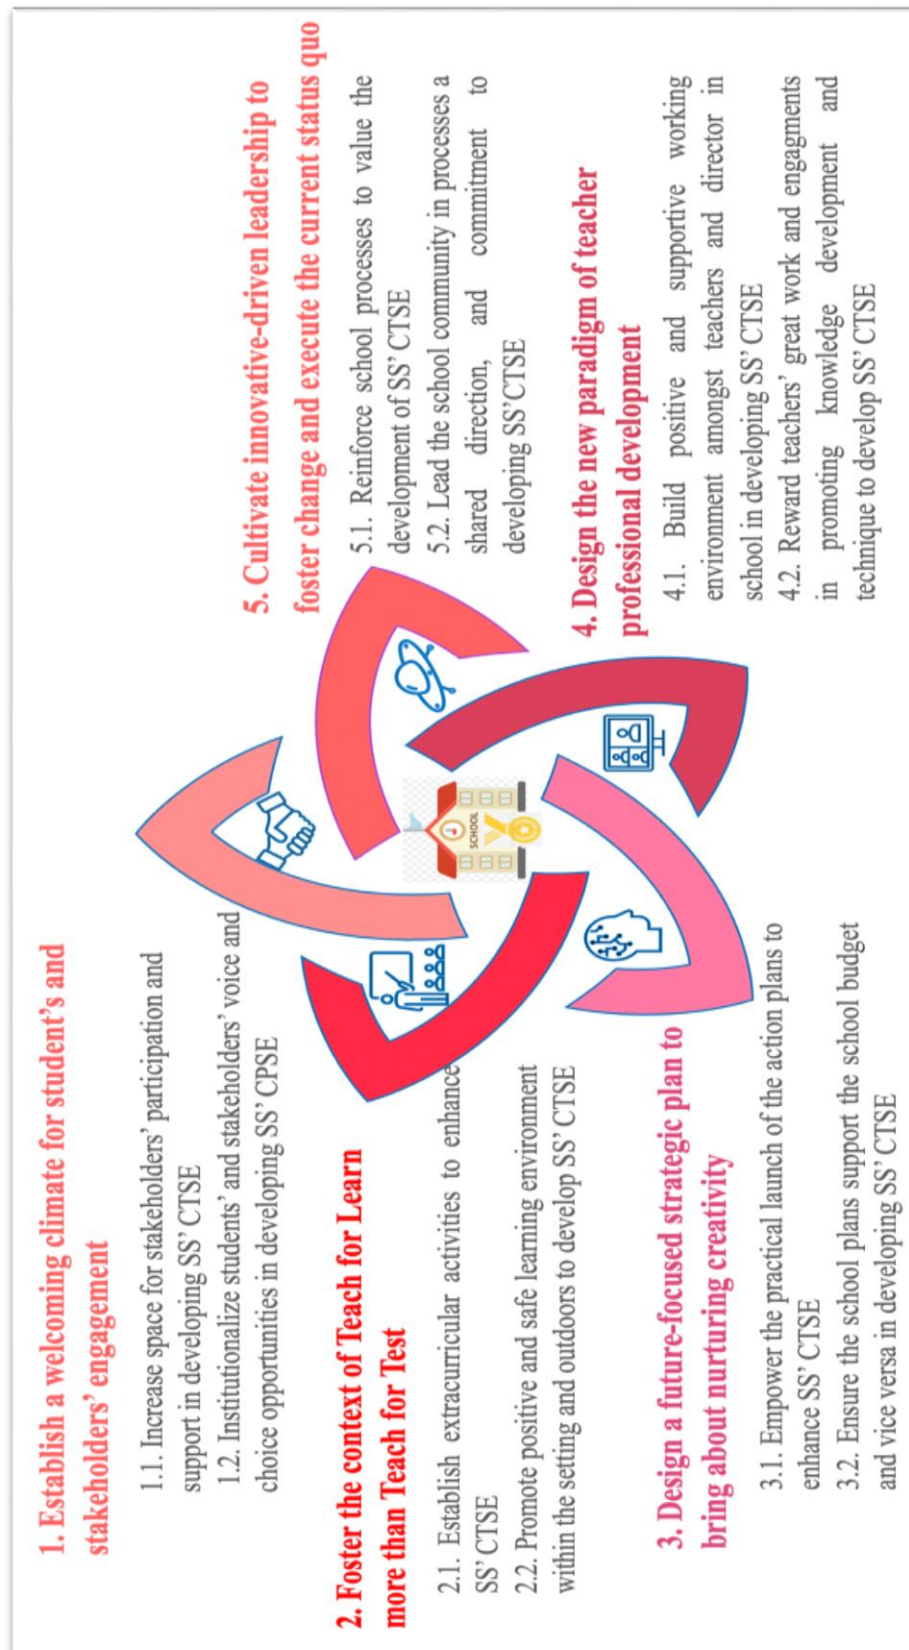 1. Establish a welcoming climate for student's and
stakeholders' engagement
1.1. Increase space for stakeholders' participation and
support in developing SS' CTSE
1.2. Institutionalize students' and stakeholders' voice and
choice opportunities in developing SS' CPSE
2. Foster the context of Teach for Learn
more than Teach for Test
2.1. Establish extracurricular activities to enhance
SS' CTSE
2.2. Promote positive and safe learning environment
within the setting and outdoors to develop SS' CTSE
3. Design a future-focused strategic plan to
bring about nurturing creativity
3.1. Empower the practical launch of the action plans to
enhance SS' CTSE
3.2. Ensure the school plans support the school budget
and vice versa in developing SS' CTSE
SCHOOL
5. Cultivate innovative-driven leadership to
foster change and execute the current status quo
5.1. Reinforce school processes to value the
development of SS' CTSE
5.2. Lead the school community in processes a
shared direction, and commitment to
developing SS'CTSE
4. Design the new paradigm of teacher
professional development
4.1. Build positive and supportive working
environment amongst teachers and director in
school in developing SS' CTSE
4.2. Reward teachers' great work and engagments
in promoting knowledge development and
technique to develop SS' CTSE